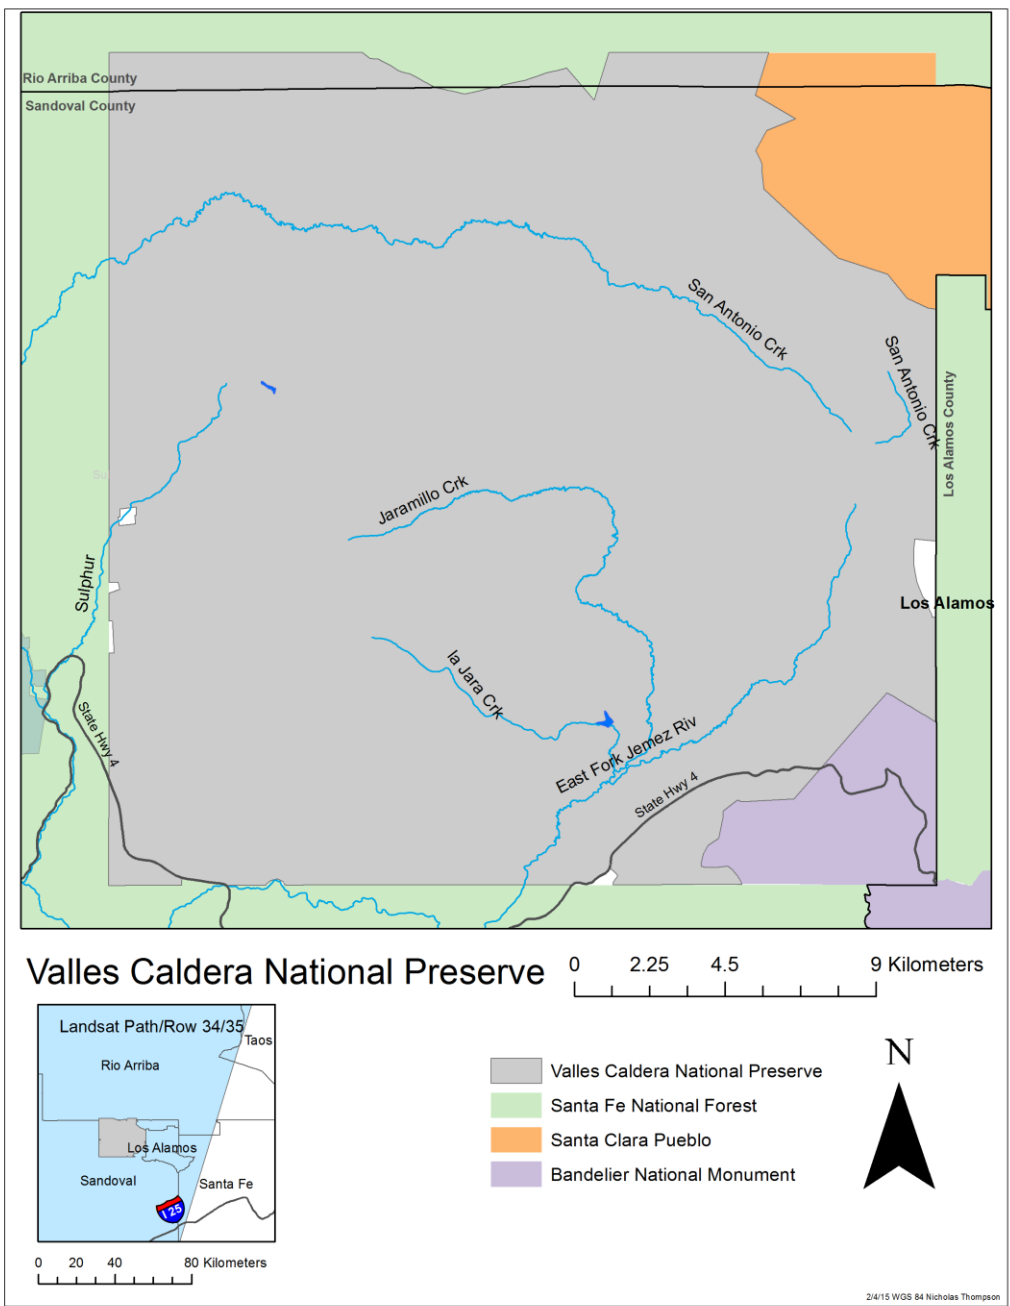 Rio Arriba County
Sandoval County
San Antonio Crk
San Antonio Crk
Los Alamos County
Su
Jaramillo Crk
Sulphur
Los Alamos
la Jara Crk
State Hwy 4
East Fork Jemez Riv
State Hwy 4
Valles Caldera National Preserve
0 2.25 4.5 9 Kilometers
Landsat Path/Row 34/35
Taos
Rio Arriba
Los Alamos
Sandoval
Santa Fe
I 25
0 20 40 80 Kilometers
N
Valles Caldera National Preserve
Santa Fe National Forest
Santa Clara Pueblo
Bandelier National Monument
2/4/15 WGS 84 Nicholas Thompson